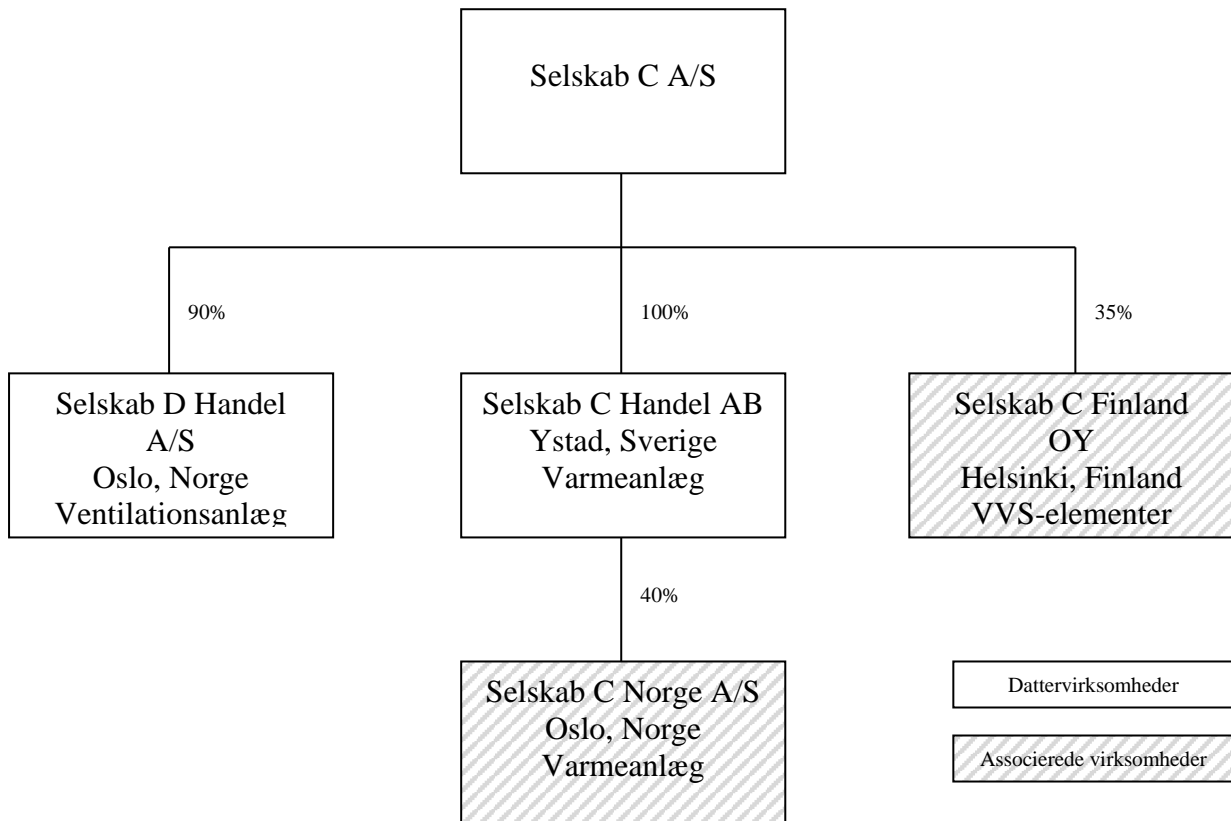 Selskab C A/S
90%
100%
35%
Selskab D Handel
A/S
Oslo, Norge
Ventilationsanlæg
Selskab C Handel AB
Ystad, Sverige
Varmeanlæg
Selskab C Finland
OY
Helsinki, Finland
VVS-elementer
40%
Selskab C Norge A/S
Oslo, Norge
Varmeanlæg
Dattervirksomheder
Associerede virksomheder